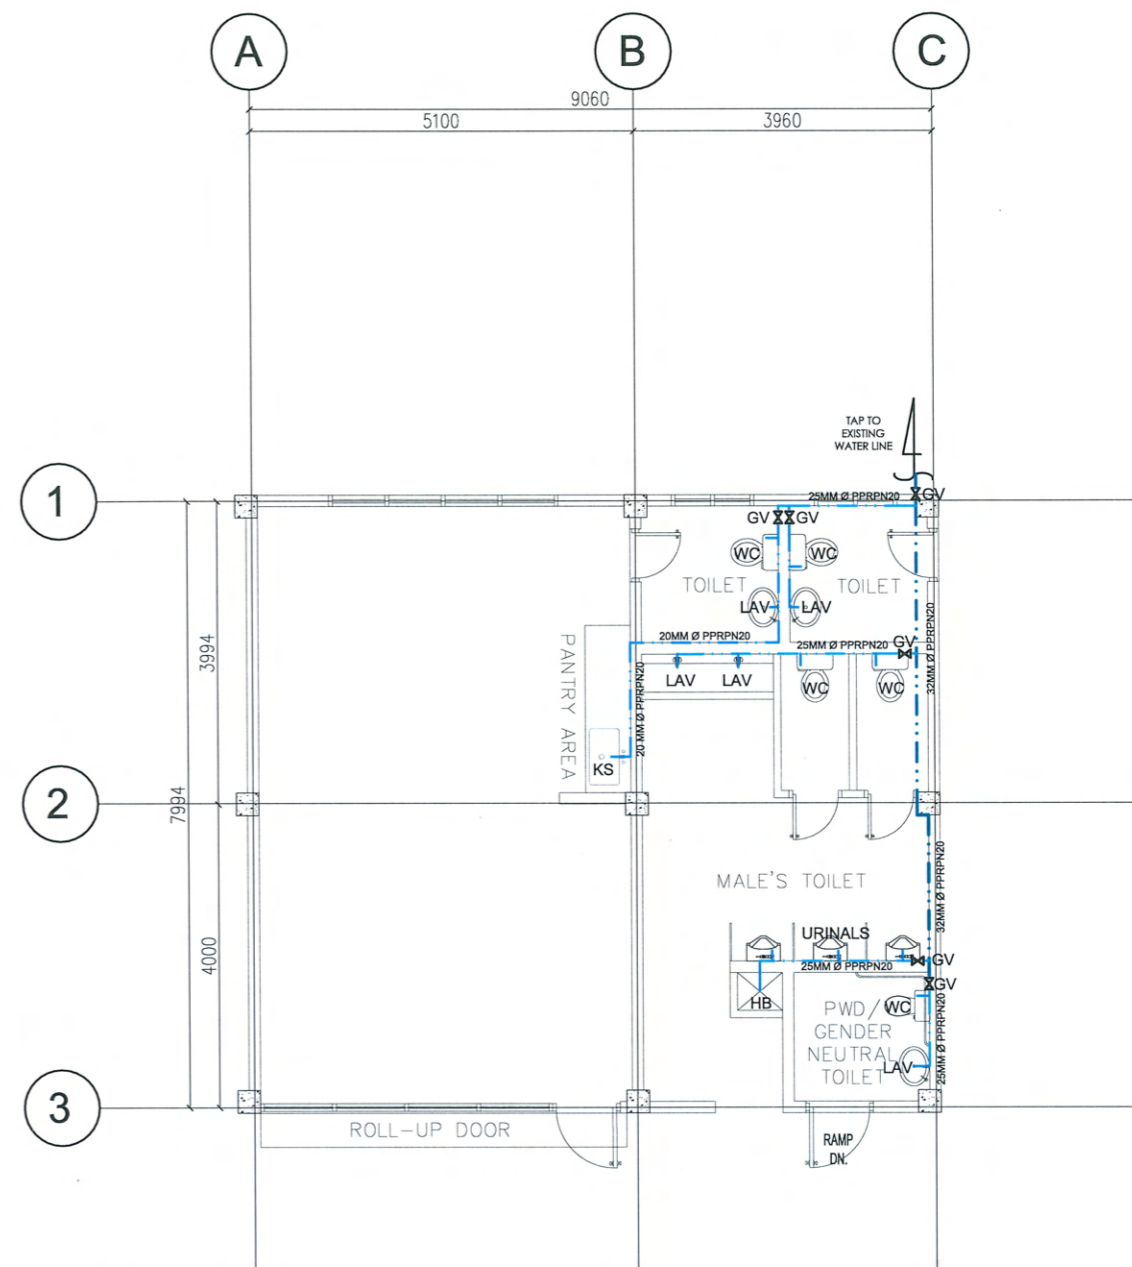 A
B
C
9060
5100
3960
TAP TO
EXISTING
WATER LINE
1
25MM Ø PPRPN20
GV
GV
GV
WC
WC
TOILET
TOILET
LAV
LAV
20MM Ø PPRPN20
25MM Ø PPRPN20
GV
32MM Ø PPRPN20
3994
PANTRY AREA
20 MM Ø PPRPN20
LAV
LAV
WC
WC
KS
2
7994
MALE'S TOILET
32MM Ø PPRPN20
4000
URINALS
25MM Ø PPRPN20
GV
GV
HB
PWD/
GENDER
NEUTRAL
TOILET
WC
LAV
25MM Ø PPRPN20
3
ROLL-UP DOOR
RAMP
DN.